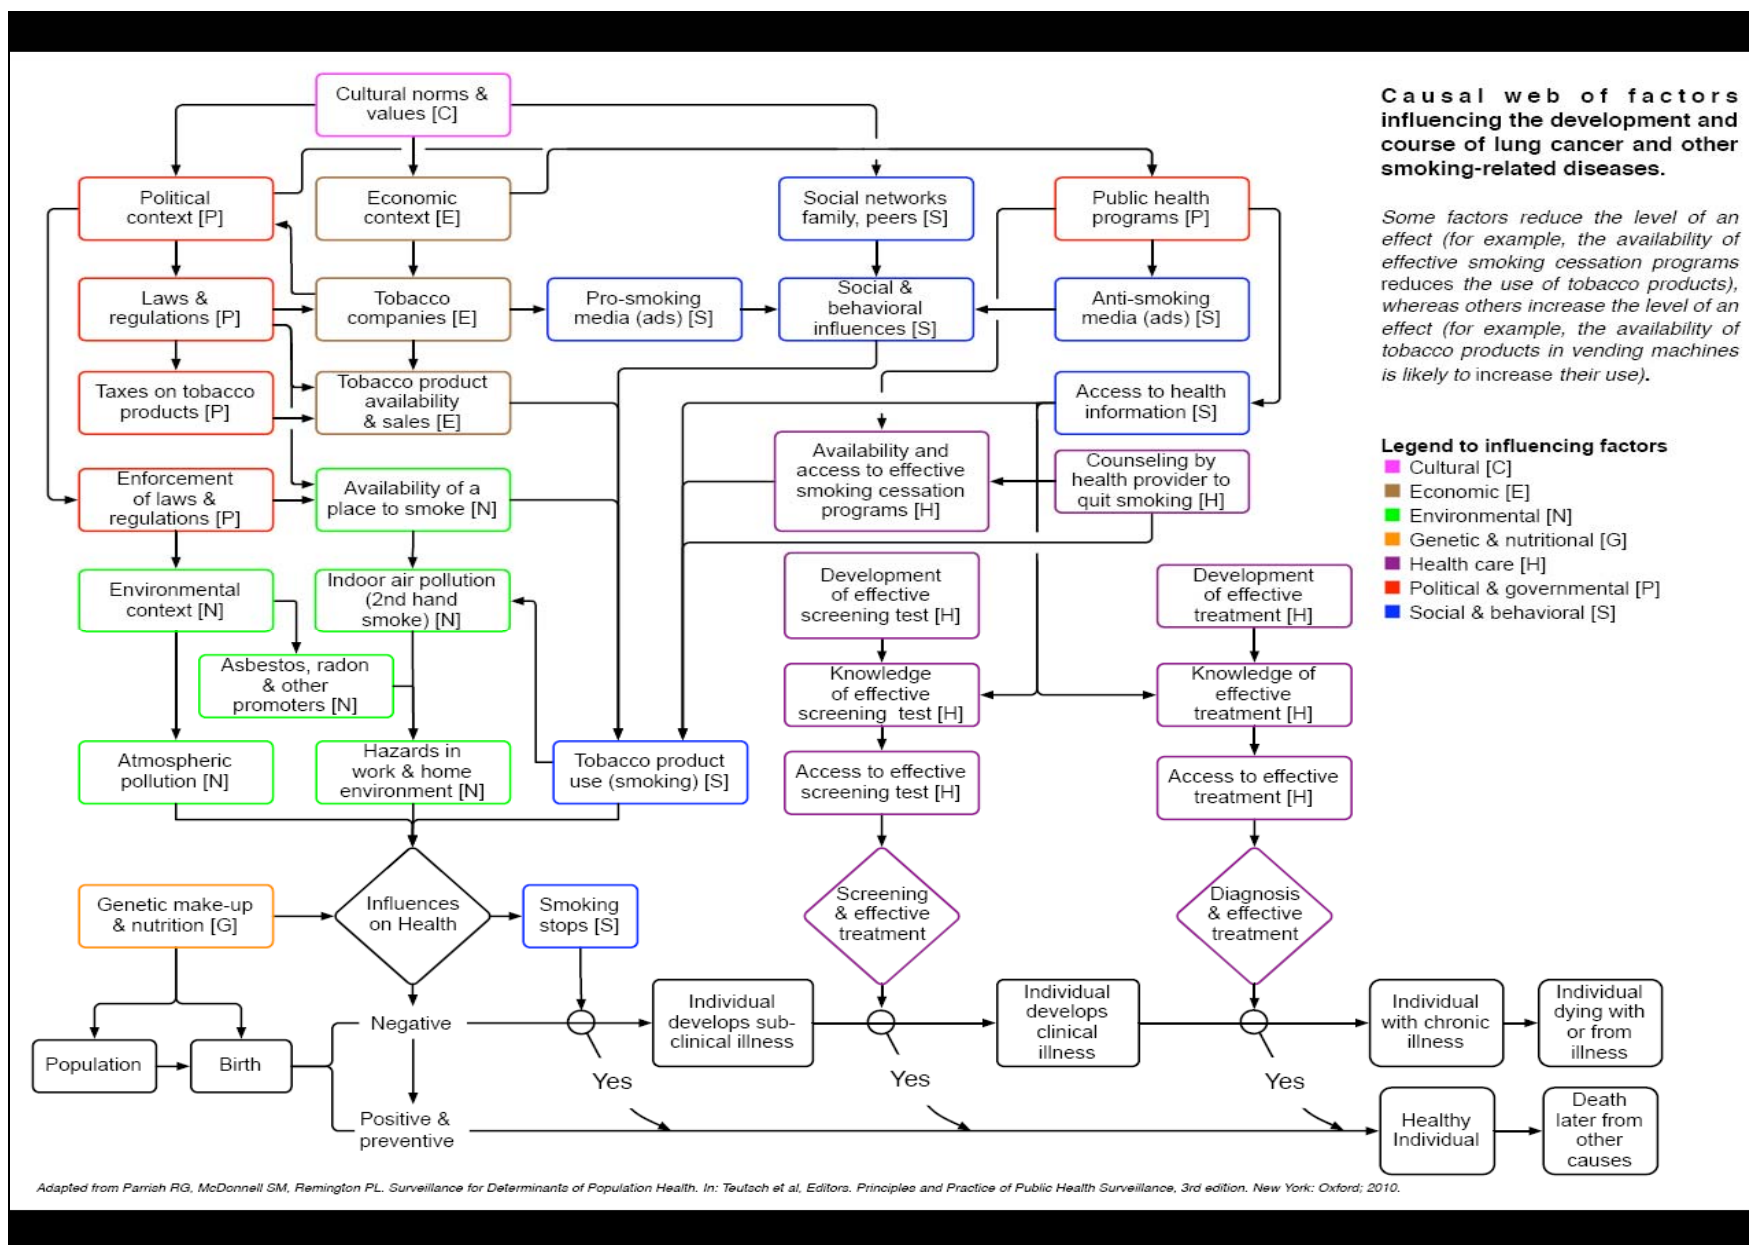 Cultural norms &
values [C]
Causal web of factors
influencing the development and
course of lung cancer and other
smoking-related diseases.
Political
context [P]
Economic
context [E]
Social networks
family, peers [S]
Public health
programs [P]
Some factors reduce the level of an
effect (for example, the availability of
effective smoking cessation programs
reduces the use of tobacco products),
whereas others increase the level of an
effect (for example, the availability of
tobacco products in vending machines
is likely to increase their use).
Laws &
regulations [P]
Tobacco
companies [E]
Pro-smoking
media (ads) [S]
Social &
behavioral
influences [S]
Anti-smoking
media (ads) [S]
Taxes on tobacco
products [P]
Tobacco product
availability
& sales [E]
Access to health
information [S]
Legend to influencing factors
Cultural [C]
Economic [E]
Environmental [N]
Genetic & nutritional [G]
Health care [H]
Political & governmental [P]
Social & behavioral [S]
Enforcement
of laws &
regulations [P]
Availability of a
place to smoke [N]
Availability and
access to effective
smoking cessation
programs [H]
Counseling by
health provider to
quit smoking [H]
Environmental
context [N]
Indoor air pollution
(2nd hand
smoke) [N]
Development
of effective
screening test [H]
Development
of effective
treatment [H]
Asbestos, radon
& other
promoters [N]
Knowledge
of effective
screening test [H]
Knowledge of
effective
treatment [H]
Atmospheric
pollution [N]
Hazards in
work & home
environment [N]
Tobacco product
use (smoking) [S]
Access to effective
screening test [H]
Access to effective
treatment [H]
Genetic make-up
& nutrition [G]
Influences
on Health
Smoking
stops [S]
Screening
& effective
treatment
Diagnosis
& effective
treatment
Population
Birth
Negative
Positive &
preventive
Individual
develops sub-
clinical illness
Individual
develops
clinical
illness
Individual
with chronic
illness
Individual
dying with
or from
illness
Yes
Yes
Yes
Healthy
Individual
Death
later from
other
causes
Adapted from Parrish RG, McDonnell SM, Remington PL. Surveillance for Determinants of Population Health. In: Teutsch et al, Editors. Principles and Practice of Public Health Surveillance, 3rd edition. New York: Oxford; 2010.